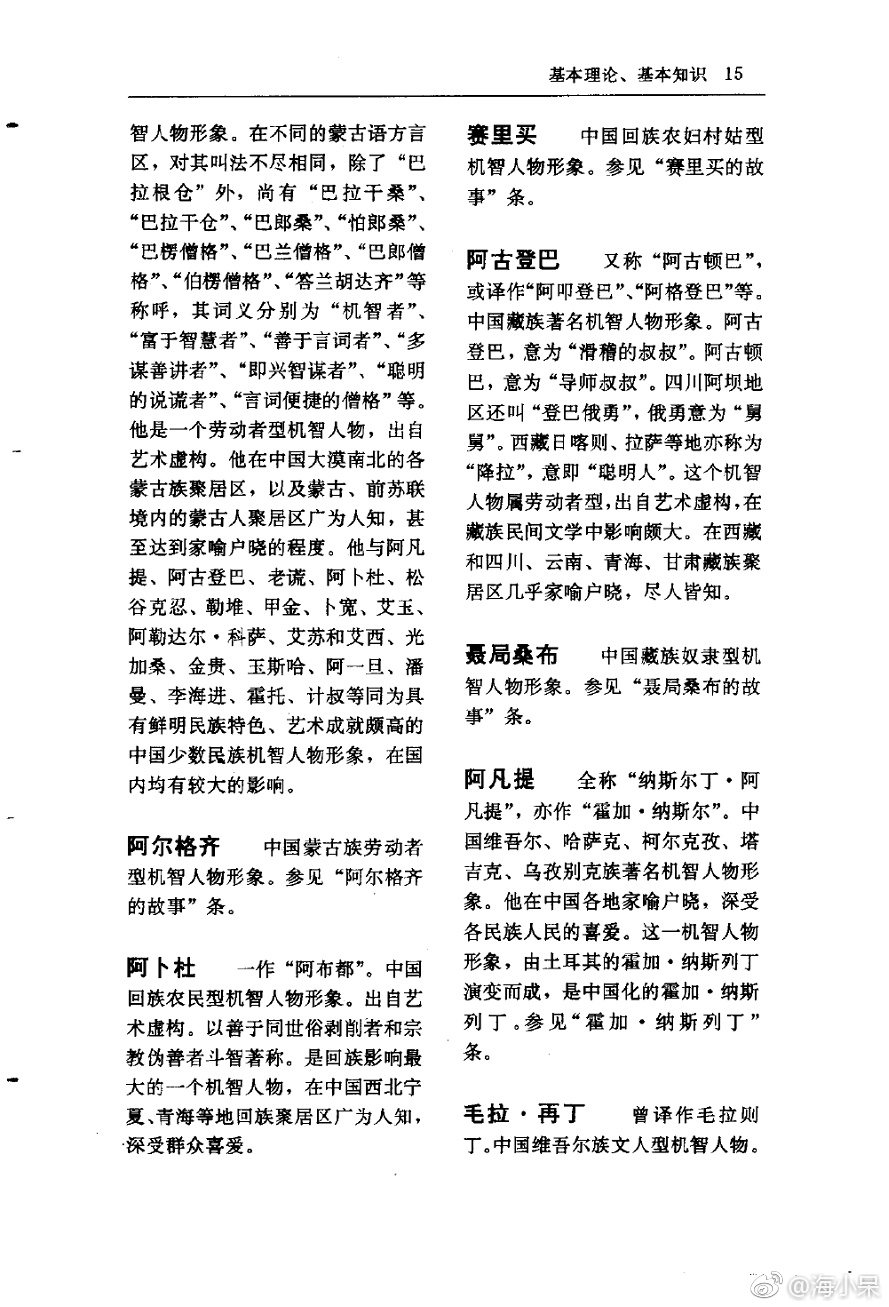 基本理论、基本知识 15
智人物形象。在不同的蒙古语方言
区，对其叫法不尽相同，除了“巴
拉根仓”外，尚有“巴拉干桑”、
“巴拉干仓”、“巴郎桑”、“怕郎桑”、
“巴楞僧格”、“巴兰僧格”、“巴郎僧
格”、“伯楞僧格”、“答兰胡达齐”等
称呼，其词义分别为“机智者”、
“富于智慧者”、“善于言词者”、“多
谋善讲者”、“即兴智谋者”、“聪明
的说谎者”、“言词便捷的僧格”等。
他是一个劳动者型机智人物，出自
艺术虚构。他在中国大漠南北的各
蒙古族聚居区，以及蒙古、前苏联
境内的蒙古人聚居区广为人知，甚
至达到家喻户晓的程度。他与阿凡
提、阿古登巴、老谎、阿卜杜、松
谷克忍、勒堆、甲金、卜宽、艾玉、
阿勒达尔·科萨、艾苏和艾西、光
加桑、金贵、玉斯哈、阿一旦、潘
曼、李海进、霍托、计叔等同为具
有鲜明民族特色、艺术成就颇高的
中国少数民族机智人物形象，在国
内均有较大的影响。
阿尔格齐 中国蒙古族劳动者
型机智人物形象。参见“阿尔格齐
的故事”条。
阿卜杜 一作“阿布都”。中国
回族农民型机智人物形象。出自艺
术虚构。以善于同世俗剥削者和宗
教伪善者斗智著称。是回族影响最
大的一个机智人物，在中国西北宁
夏、青海等地回族聚居区广为人知，
深受群众喜爱。
赛里买 中国回族农妇村姑型
机智人物形象。参见“赛里买的故
事”条。
阿古登巴 又称“阿古顿巴”，
或译作“阿叩登巴”、“阿格登巴”等。
中国藏族著名机智人物形象。阿古
登巴，意为“滑稽的叔叔”。阿古顿
巴，意为“导师叔叔”。四川阿坝地
区还叫“登巴俄勇”，俄勇意为“舅
舅”。西藏日喀则、拉萨等地亦称为
“降拉”，意即“聪明人”。这个机智
人物属劳动者型，出自艺术虚构，在
藏族民间文学中影响颇大。在西藏
和四川、云南、青海、甘肃藏族聚
居区几乎家喻户晓，尽人皆知。
聂局桑布 中国藏族奴隶型机
智人物形象。参见“聂局桑布的故
事”条。
阿凡提 全称“纳斯尔丁·阿
凡提”，亦作“霍加·纳斯尔”。中
国维吾尔、哈萨克、柯尔克孜、塔
吉克、乌孜别克族著名机智人物形
象。他在中国各地家喻户晓，深受
各民族人民的喜爱。这一机智人物
形象，由土耳其的霍加·纳斯列丁
演变而成，是中国化的霍加·纳斯
列丁。参见“霍加·纳斯列丁”
条。
毛拉·再丁 曾译作毛拉则
丁。中国维吾尔族文人型机智人物。
@海小呆